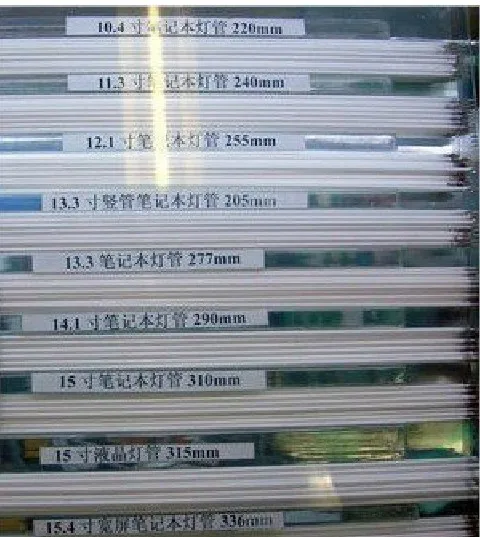 10.4 寸笔记本灯管 220mm
11.3 寸笔记本灯管 240mm
12.1 寸笔记本灯管 255mm
13.3 寸竖管笔记本灯管 205mm
13.3 笔记本灯管 277mm
14.1 寸笔记本灯管 290mm
15 寸笔记本灯管 310mm
15 寸液晶灯管 315mm
15.4 寸宽屏笔记本灯管 336mm